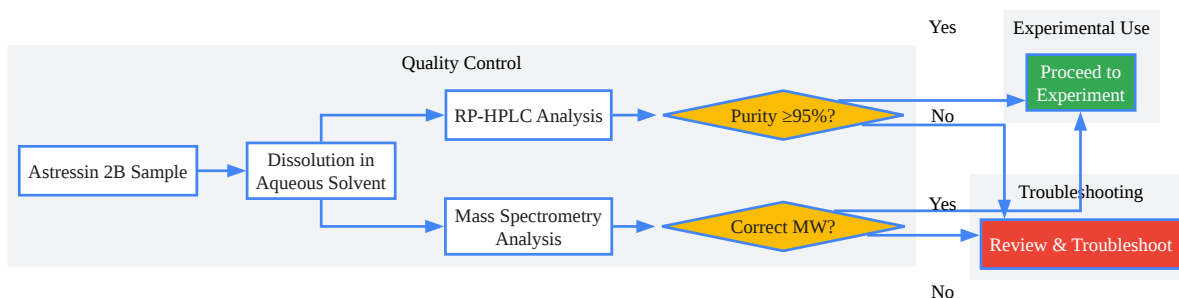 Yes
Experimental Use
Quality Control
Proceed to
Experiment
RP-HPLC Analysis
Purity ≥95%?
No
Astressin 2B Sample
Dissolution in
Aqueous Solvent
Mass Spectrometry
Analysis
Correct MW?
Yes
Troubleshooting
Review & Troubleshoot
No